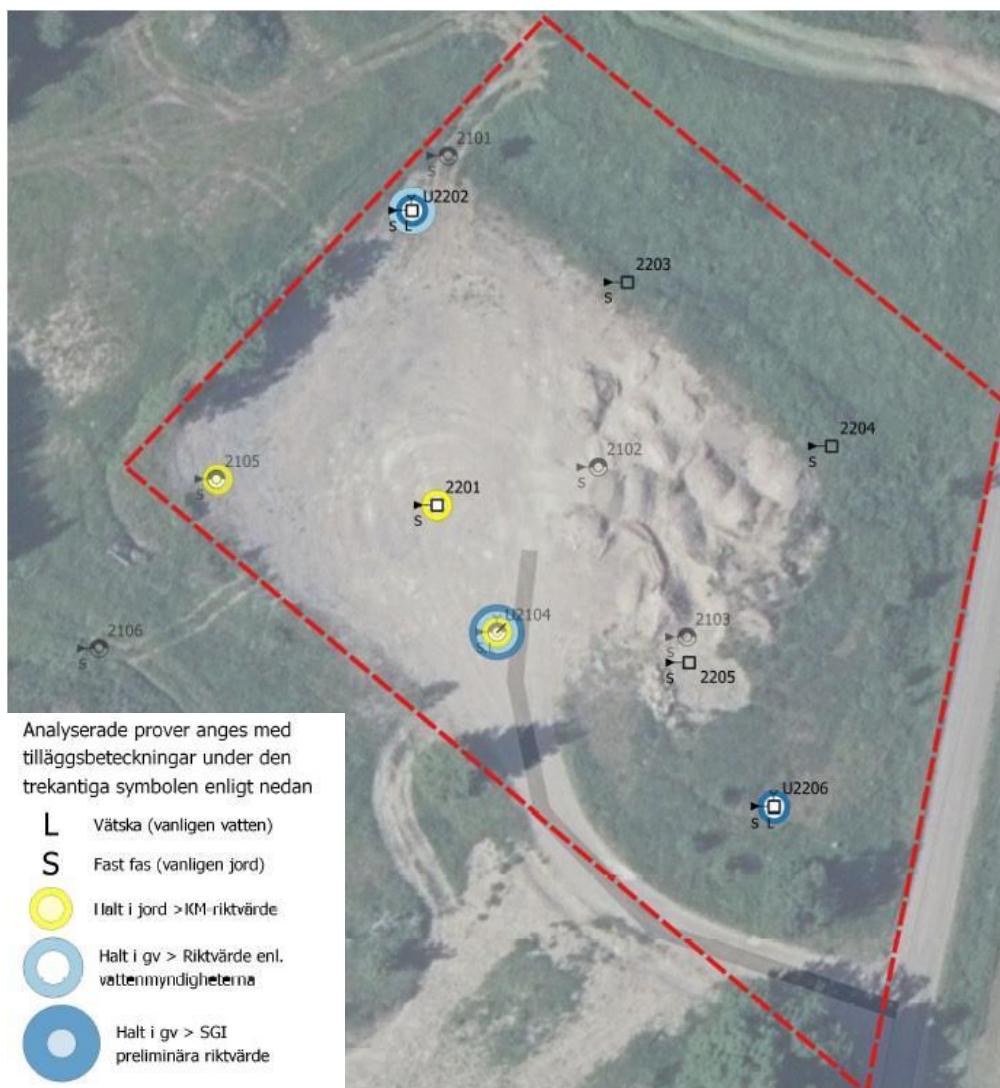 2101
S
U2202
S L
2203
S
2204
S
2102
S
2105
S
2201
S
U2104
S L
2103
S
2205
S
2106
S
U2206
S L
Analyserade prover anges med
tilläggsbeteckningar under den
trekantiga symbolen enligt nedan
L Vätska (vanligen vatten)
S Fast fas (vanligen jord)
Halt i jord >KM-riktvärde
Halt i gv > Riktvärde enl.
vattenmyndigheterna
Halt i gv > SGI
preliminära riktvärde